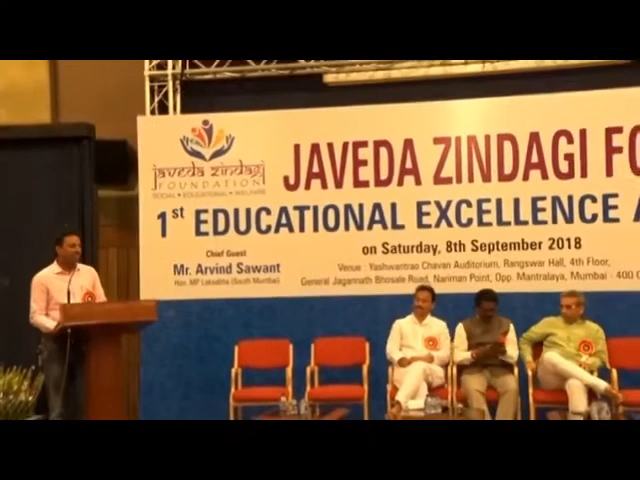 javeda zindagi
FOUNDATION
SOCIAL • EDUCATIONAL • WELFARE
JAVEDA ZINDAGI FO
1st EDUCATIONAL EXCELLENCE A
on Saturday, 8th September 2018
Chief Guest
Mr. Arvind Sawant
Hon. MP Loksabha (South Mumbai)
Venue : Yashwantrao Chavan Auditorium, Rangswar Hall, 4th Floor,
General Jagannath Bhosale Road, Nariman Point, Opp. Mantralaya, Mumbai - 400 0